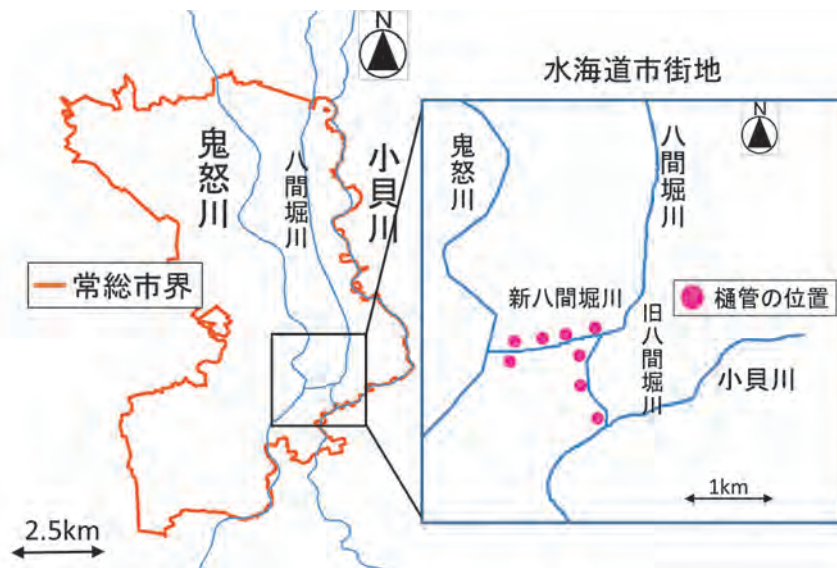 N
鬼怒川
八間堀川
小貝川
常総市界
2.5km
水海道市街地
N
鬼怒川
八間堀川
新八間堀川
樋管の位置
旧八間堀川
小貝川
1km